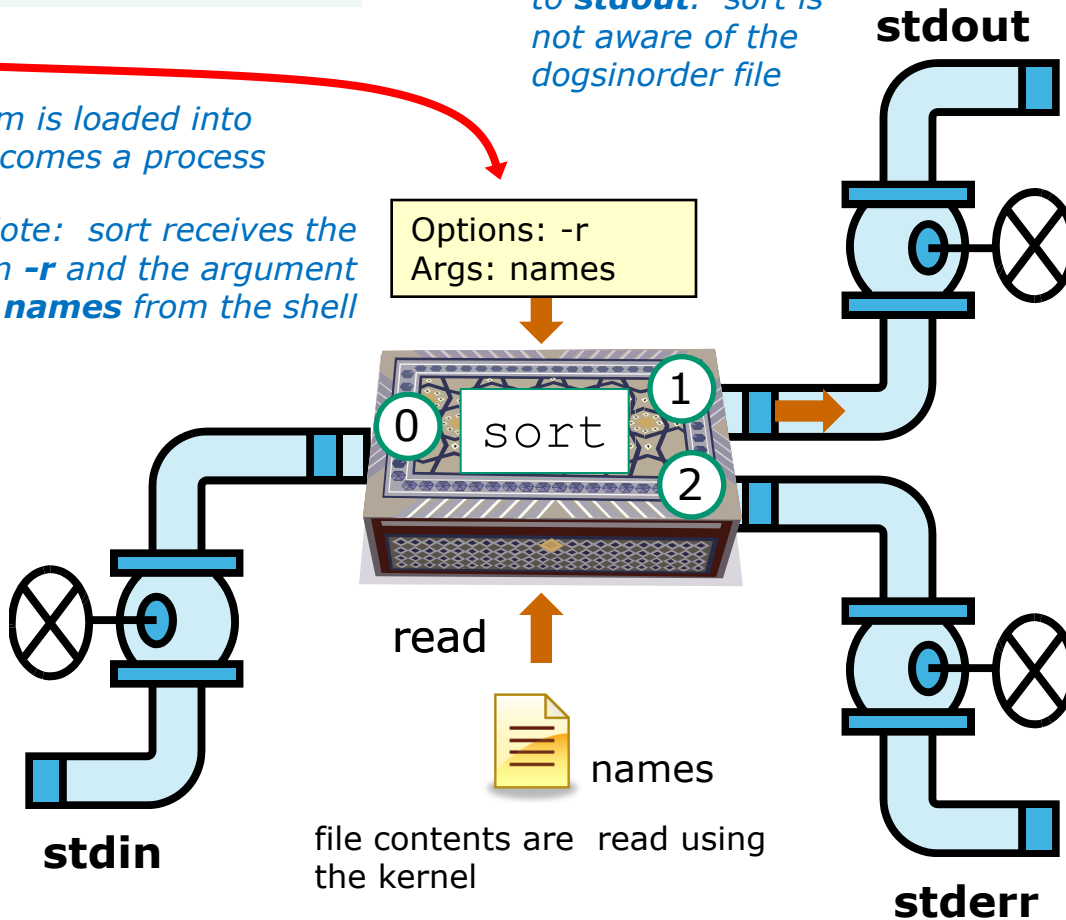 to stdout: sort is
not aware of the
dogsinorder file
stdout
m is loaded into
comes a process
ote: sort receives the
n -r and the argument
names from the shell
Options: -r
Args: names
0
sort
1
2
read
names
stdin
file contents are  read using
the kernel
stderr